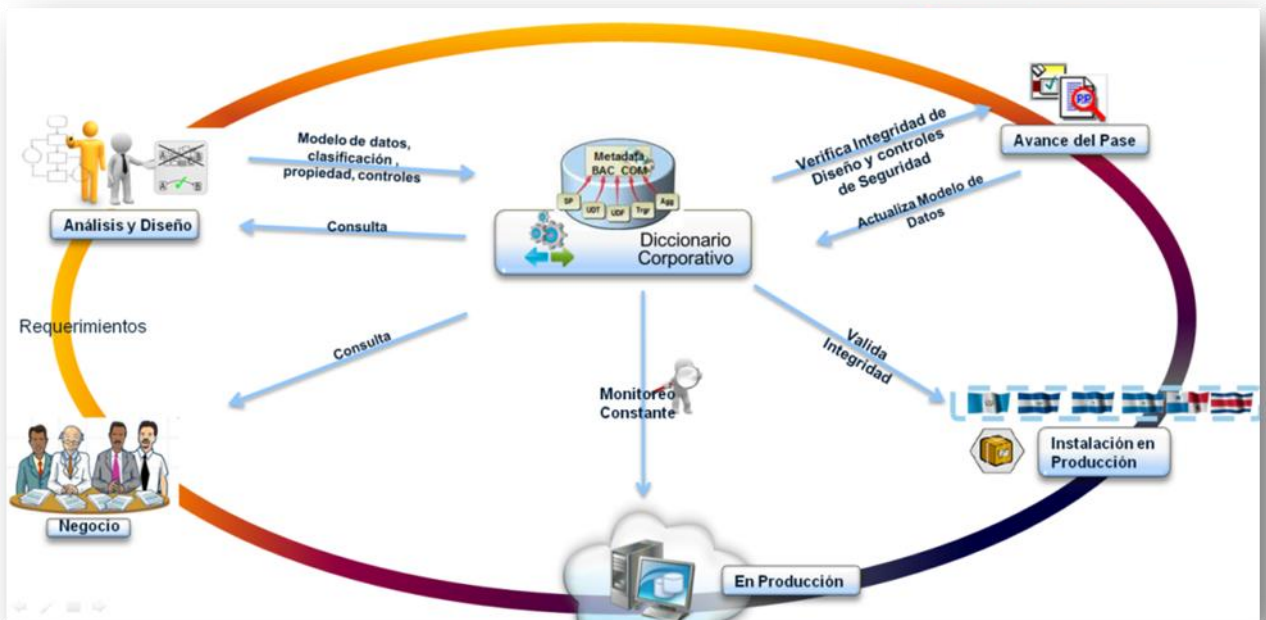 Modelo de datos,
clasificación ,
propiedad, controles
Análisis y Diseño
Consulta
Metadata
BAC_COM
SP
UDT
UDF
Trgr
Agg
Diccionario
Corporativo
Verifica Integridad de
Diseño y controles
de Seguridad
Avance del Pase
Actualiza Modelo de
Datos
Requerimientos
Consulta
Negocio
Monitoreo
Constante
Valida
Integridad
Instalación en
Producción
En Producción